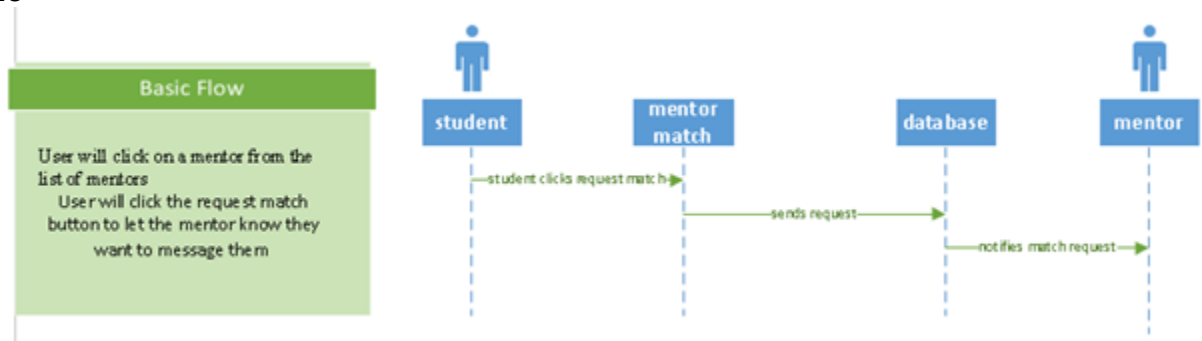 Basic Flow
User will click on a mentor from the
list of mentors
User will click the request match
button to let the mentor know they
want to message them
student
mentor
match
database
mentor
student clicks request match
sends request
notifies match request